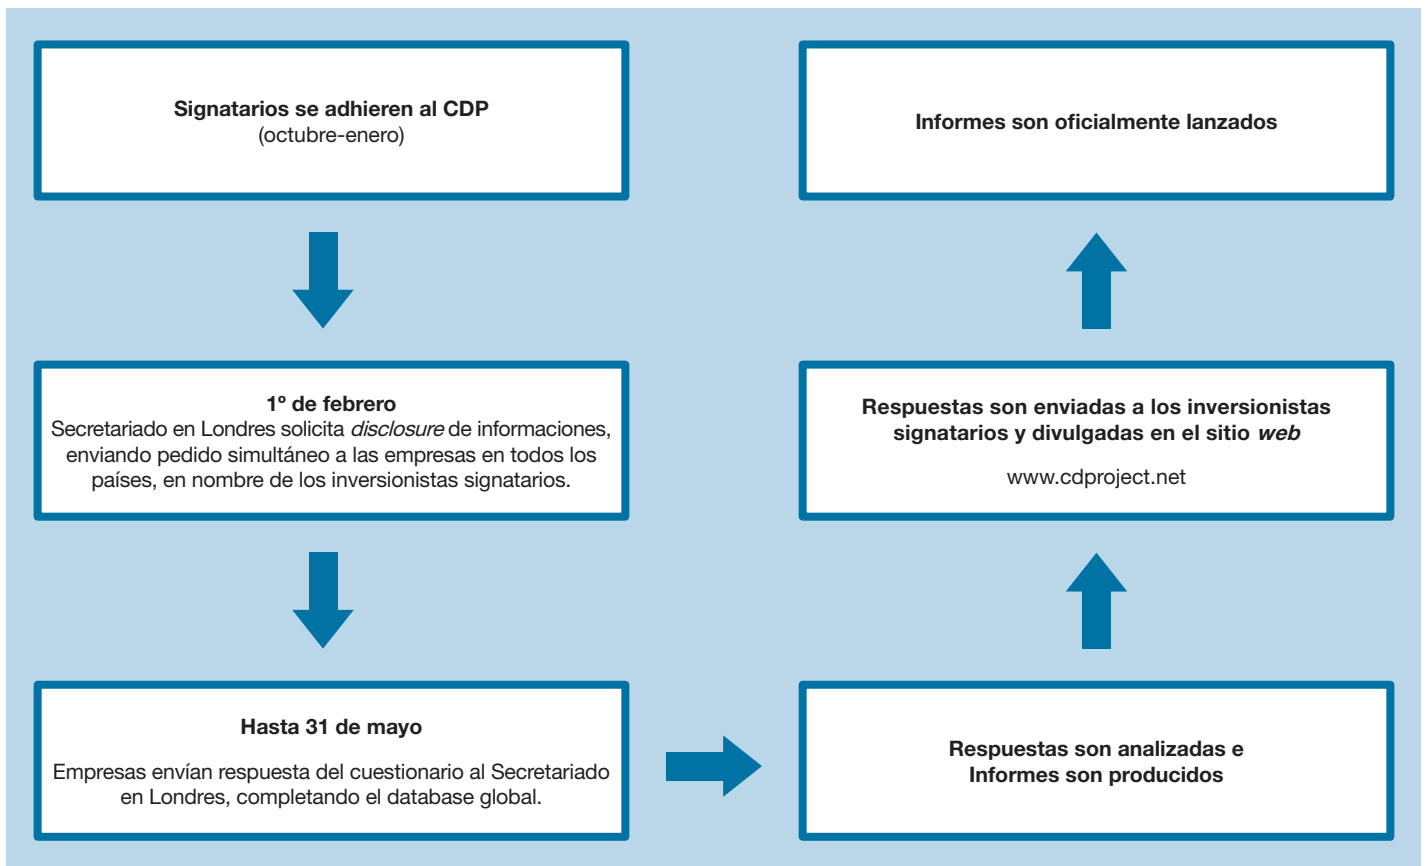 Signatarios se adhieren al CDP
(octubre-enero)
1º de febrero
Secretariado en Londres solicita disclosure de informaciones,
enviando pedido simultáneo a las empresas en todos los
países, en nombre de los inversionistas signatarios.
Hasta 31 de mayo
Empresas envían respuesta del cuestionario al Secretariado
en Londres, completando el database global.
Respuestas son analizadas e
Informes son producidos
Respuestas son enviadas a los inversionistas
signatarios y divulgadas en el sitio web
www.cdproject.net
Informes son oficialmente lanzados